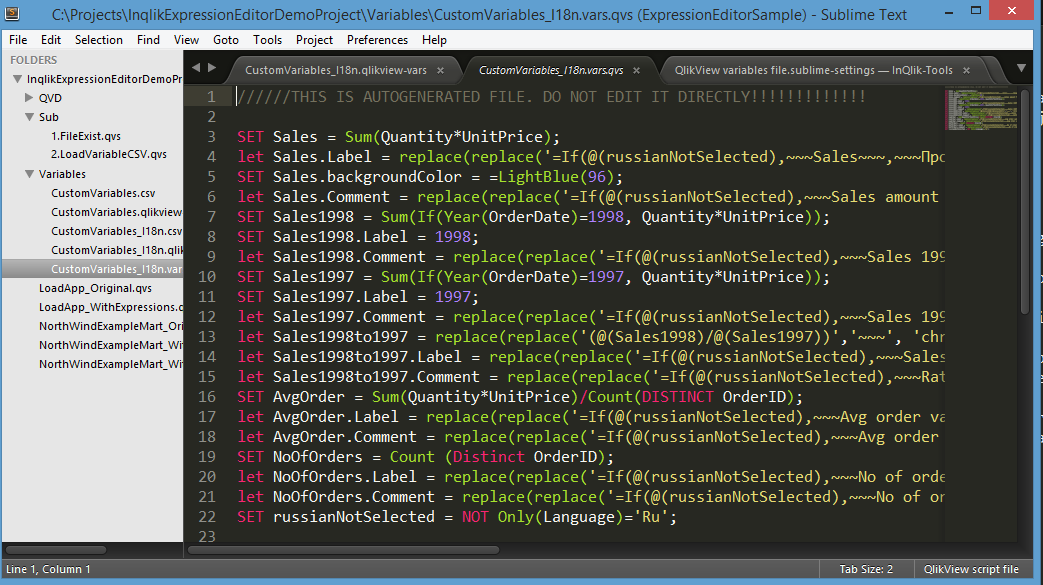 C:\Projects\InqlikExpressionEditorDemoProject\Variables\CustomVariables_I18n.vars.qvs (ExpressionEditorSample) - Sublime Text
File Edit Selection Find View Goto Tools Project Preferences Help
FOLDERS
InqlikExpressionEditorDemoPr
QVD
Sub
1.FileExist.qvs
2.LoadVariableCSV.qvs
Variables
CustomVariables.csv
CustomVariables.qlikview
CustomVariables_I18n.csv
CustomVariables_I18n.qlik
CustomVariables_I18n.var
LoadApp_Original.qvs
LoadApp_WithExpressions.q
NorthWindExampleMart_Ori
NorthWindExampleMart_Wi
NorthWindExampleMart_Wi
CustomVariables_I18n.qlikview-vars × CustomVariables_I18n.vars.qvs × QlikView variables file.sublime-settings — InQlik-Tools ×
1 //////THIS IS AUTOGENERATED FILE. DO NOT EDIT IT DIRECTLY!!!!!!!!!!!!!
2
3 SET Sales = Sum(Quantity*UnitPrice);
4 let Sales.Label = replace(replace('=If(@(russianNotSelected),~~~Sales~~~,~~~Про
5 SET Sales.backgroundColor = =LightBlue(96);
6 let Sales.Comment = replace(replace('=If(@(russianNotSelected),~~~Sales amount
7 SET Sales1998 = Sum(If(Year(OrderDate)=1998, Quantity*UnitPrice));
8 SET Sales1998.Label = 1998;
9 let Sales1998.Comment = replace(replace('=If(@(russianNotSelected),~~~Sales 199
10 SET Sales1997 = Sum(If(Year(OrderDate)=1997, Quantity*UnitPrice));
11 SET Sales1997.Label = 1997;
12 let Sales1997.Comment = replace(replace('=If(@(russianNotSelected),~~~Sales 199
13 let Sales1998to1997 = replace(replace('(@(Sales1998)/@(Sales1997))','~~~', 'chr
14 let Sales1998to1997.Label = replace(replace('=If(@(russianNotSelected),~~~Sales
15 let Sales1998to1997.Comment = replace(replace('=If(@(russianNotSelected),~~~Rat
16 SET AvgOrder = Sum(Quantity*UnitPrice)/Count(DISTINCT OrderID);
17 let AvgOrder.Label = replace(replace('=If(@(russianNotSelected),~~~Avg order va
18 let AvgOrder.Comment = replace(replace('=If(@(russianNotSelected),~~~Avg order
19 SET NoOfOrders = Count (Distinct OrderID);
20 let NoOfOrders.Label = replace(replace('=If(@(russianNotSelected),~~~No of orde
21 let NoOfOrders.Comment = replace(replace('=If(@(russianNotSelected),~~~No of or
22 SET russianNotSelected = NOT Only(Language)='Ru';
23
Line 1, Column 1 Tab Size: 2 QlikView script file